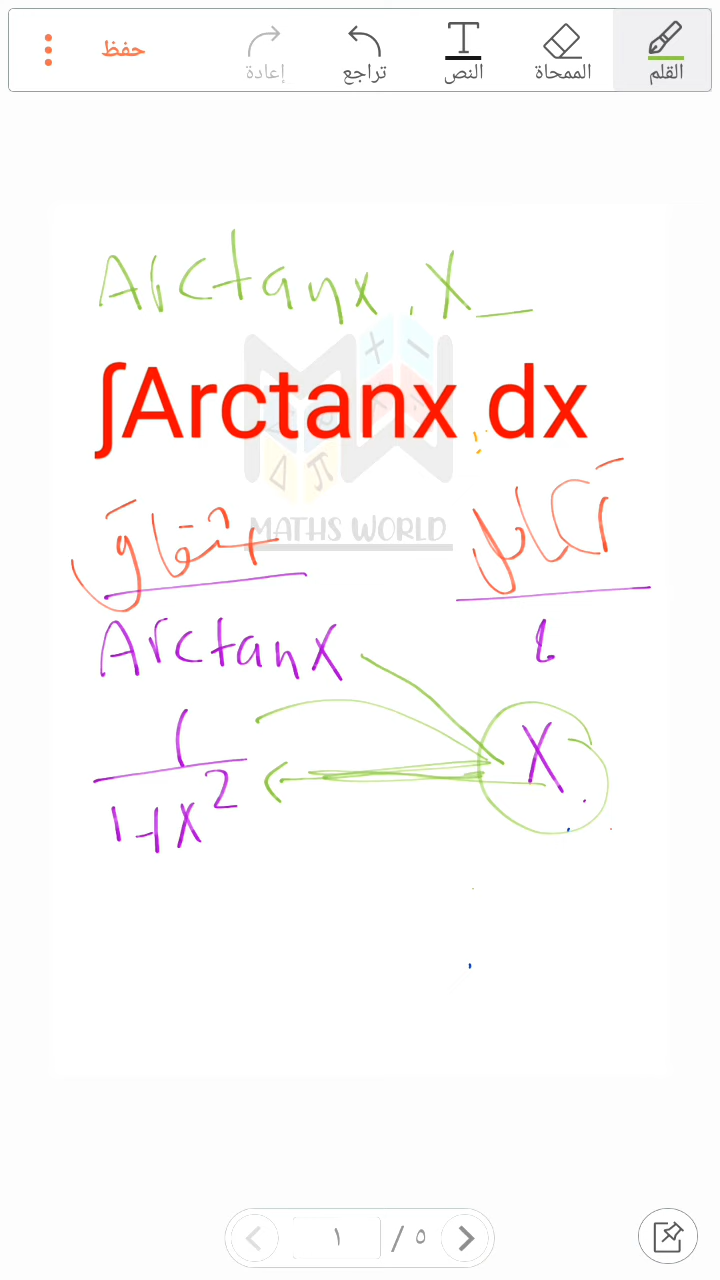 القلم الممحاة النص تراجع إعادة حفظ
Arctanx . X _
∫Arctanx dx
MATHS WORLD
تكامل اشتقاق
Arctanx 1
1/1+x² X
١ / ٥